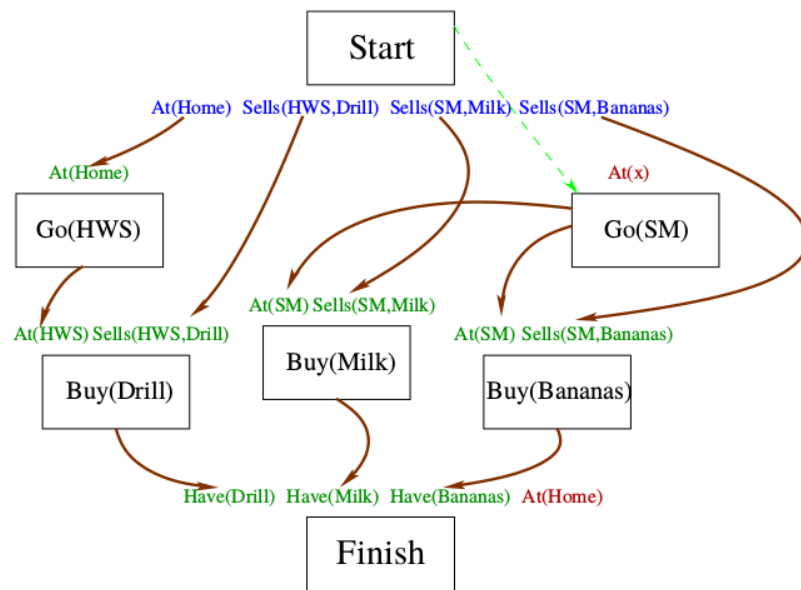 Start
At(Home) Sells(HWS,Drill) Sells(SM,Milk) Sells(SM,Bananas)
At(Home) At(x)
Go(HWS) Go(SM)
At(SM) Sells(SM,Milk)
At(HWS) Sells(HWS,Drill) At(SM) Sells(SM,Bananas)
Buy(Milk)
Buy(Drill) Buy(Bananas)
Have(Drill) Have(Milk) Have(Bananas) At(Home)
Finish